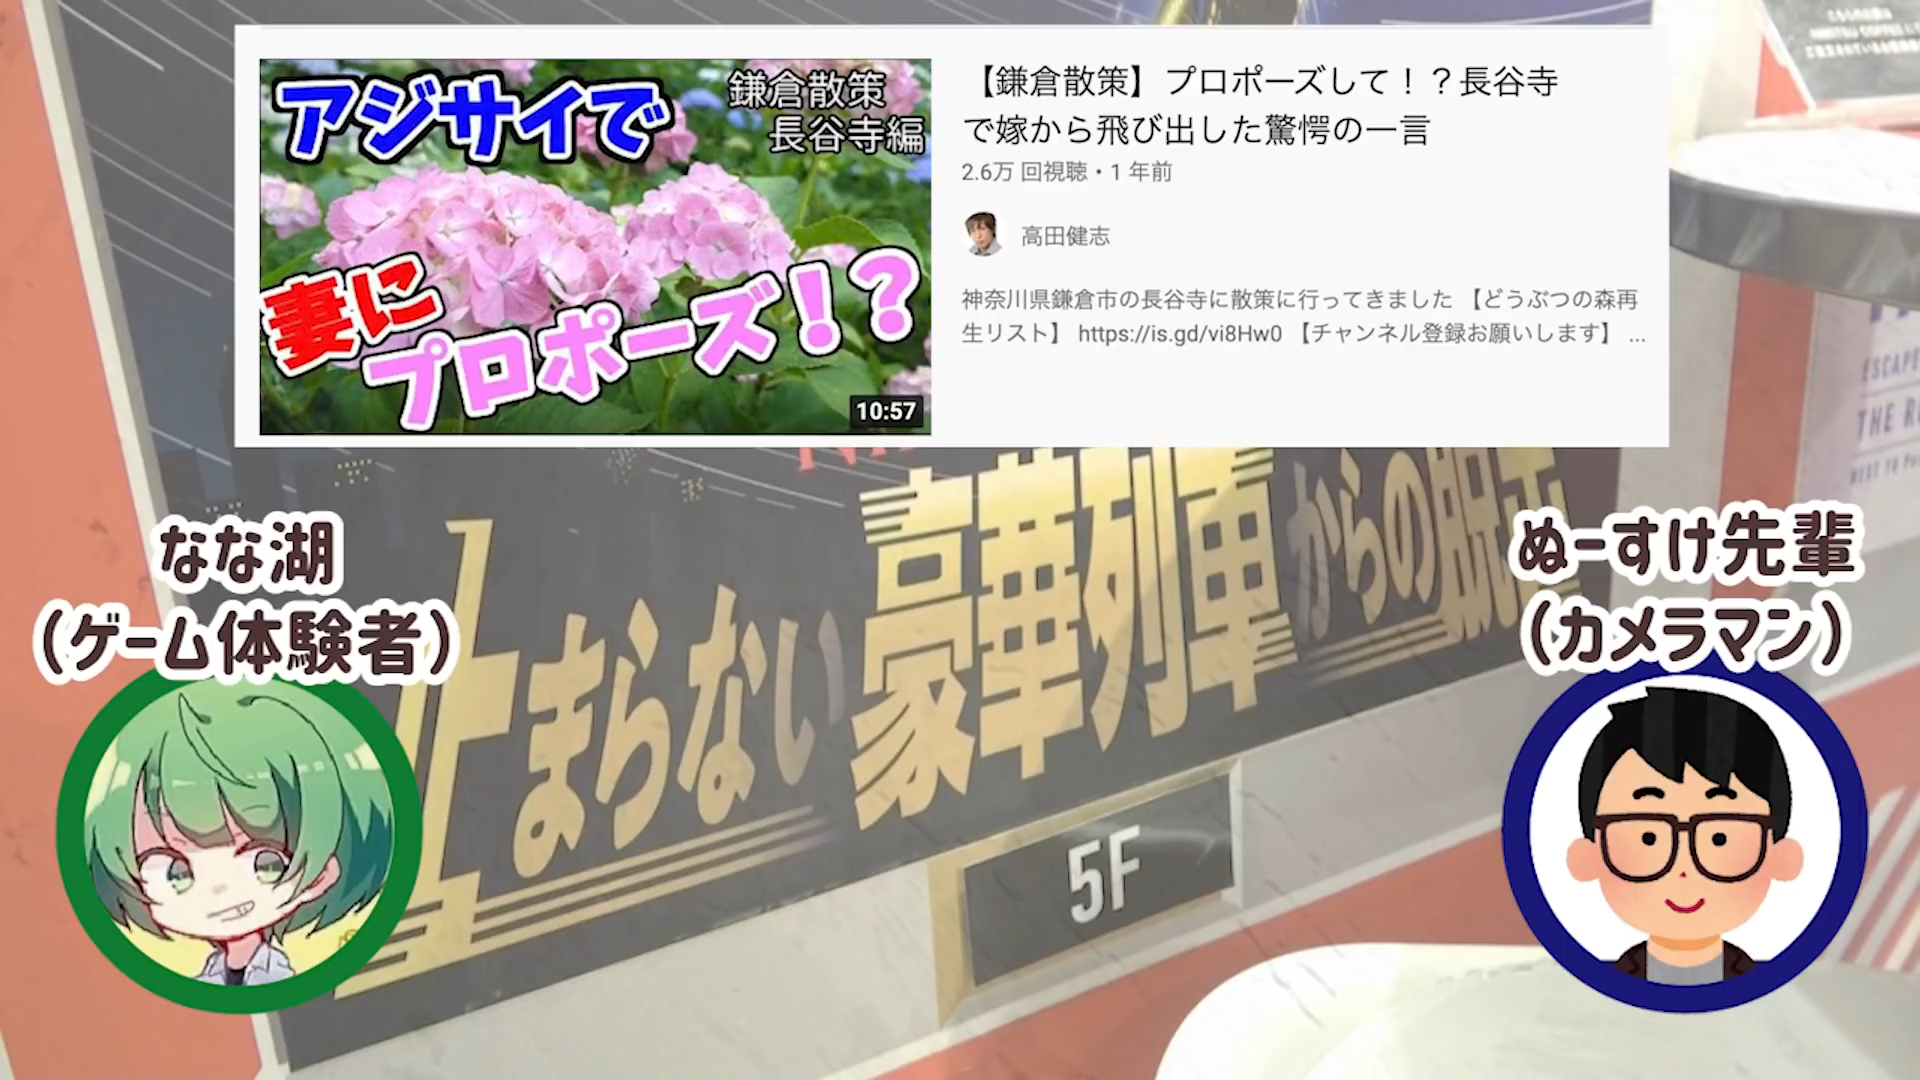 アジサイで
鎌倉散策
長谷寺編
妻に
プロポーズ！？
10:57
【鎌倉散策】プロポーズして！？長谷寺
で嫁から飛び出した驚愕の一言
2.6万 回視聴・1 年前
高田健志
神奈川県鎌倉市の長谷寺に散策に行ってきました 【どうぶつの森再
生リスト】 https://is.gd/vi8Hw0 【チャンネル登録お願いします】 ...
なな湖
（ゲーム体験者）
ぬーすけ先輩
（カメラマン）
止まらない豪華列車からの脱出
5F
ESCAPE
THE